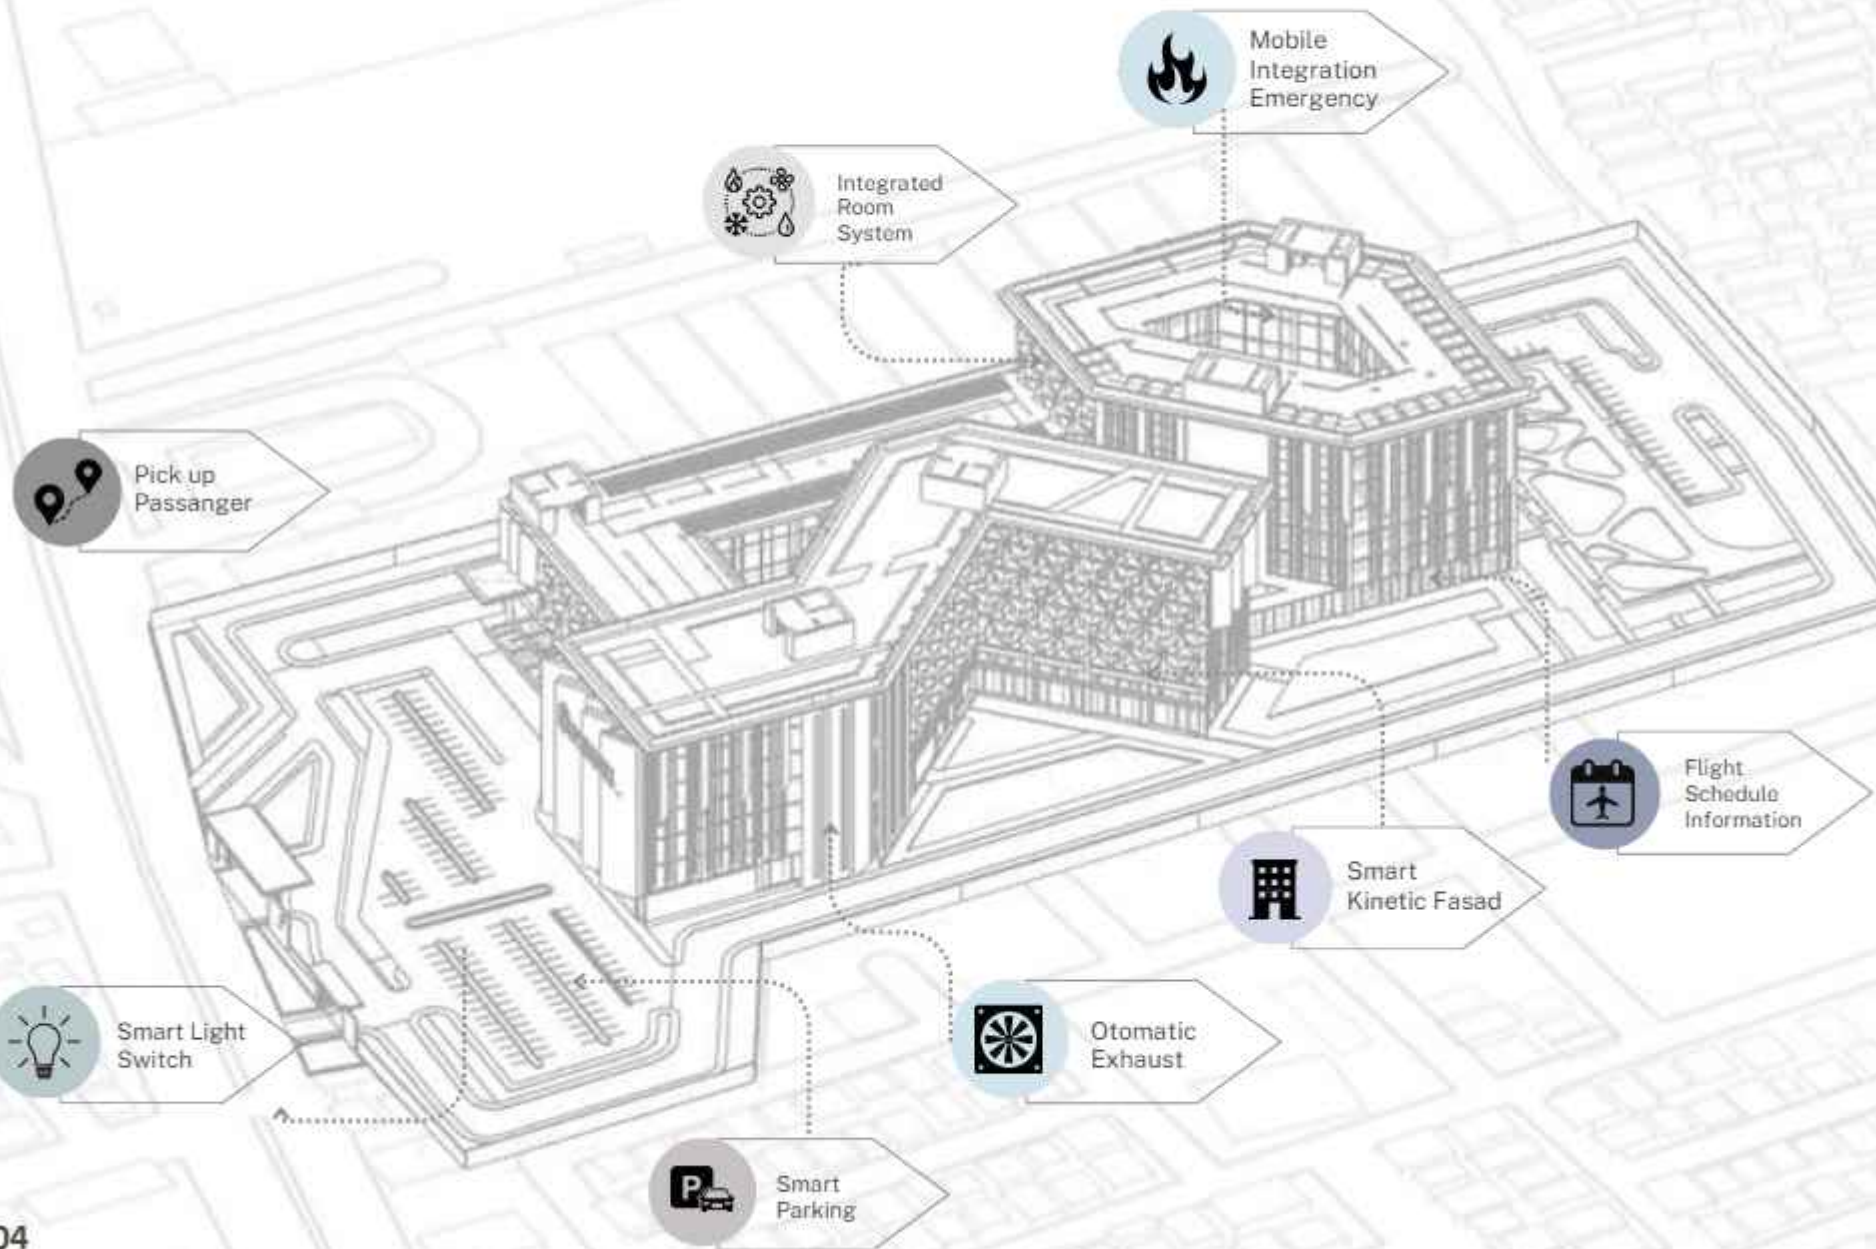 Mobile
Integration
Emergency
Integrated
Room
System
Pick up
Passanger
Flight
Schedule
Information
Smart
Kinetic Fasad
Smart Light
Switch
Otomatic
Exhaust
P
Smart
Parking
04